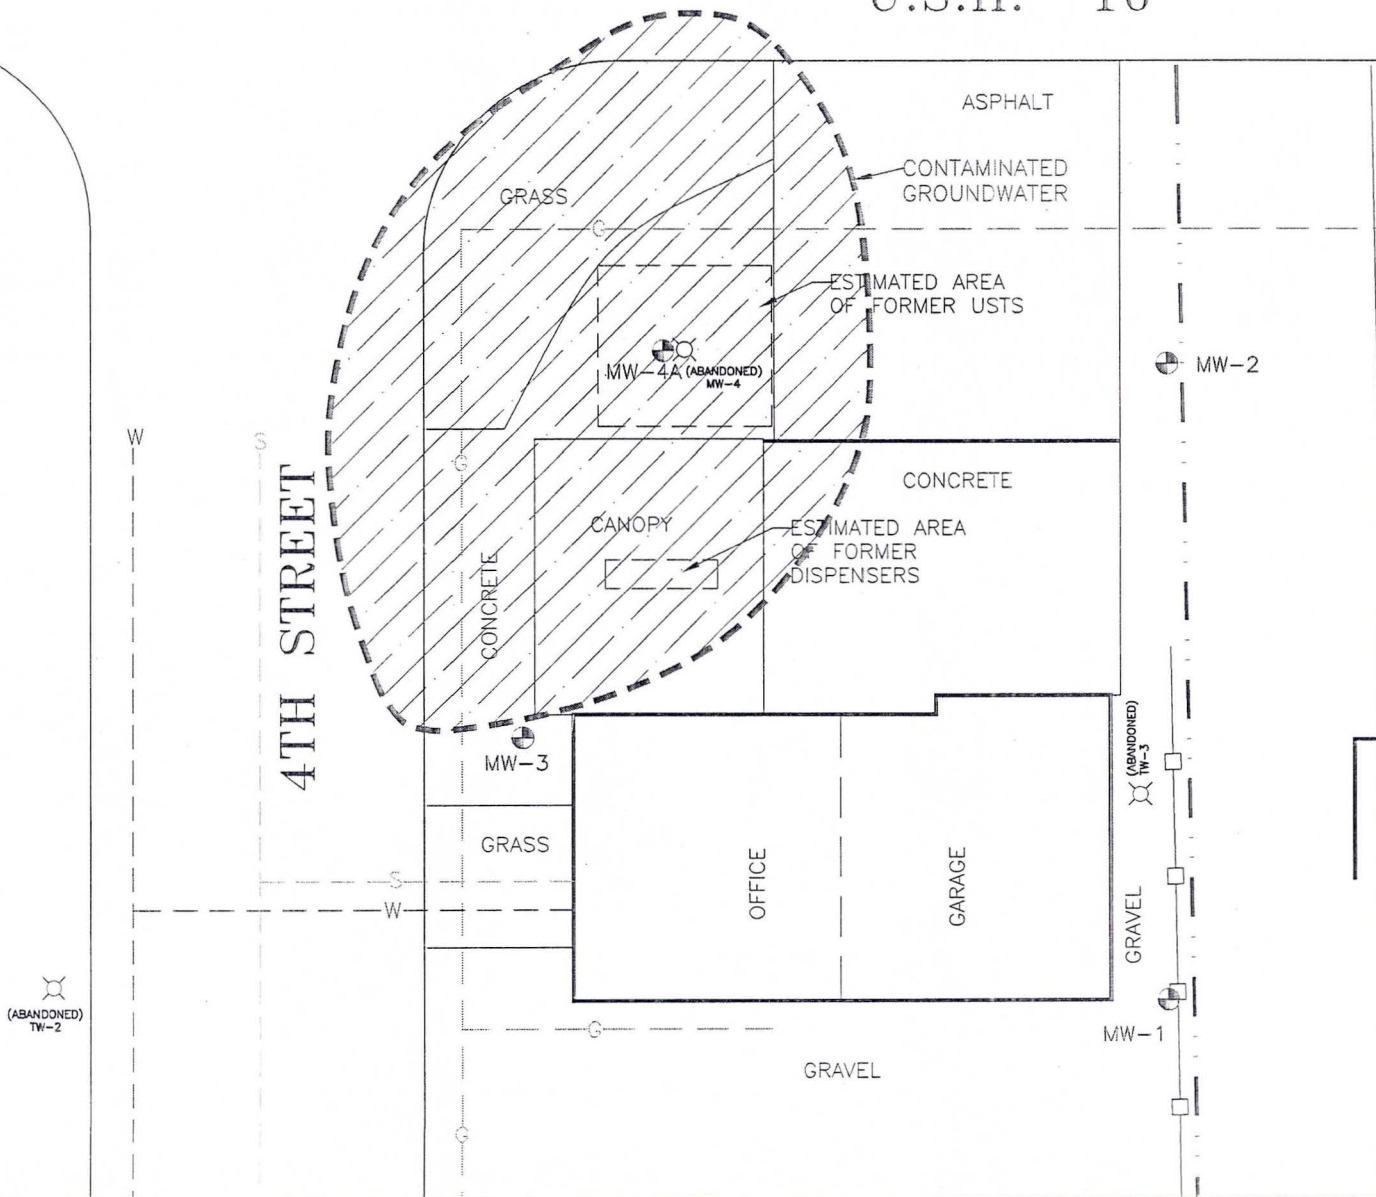 ASPHALT
CONTAMINATED
GROUNDWATER
GRASS
G
ESTIMATED AREA
OF FORMER USTS
MW-4A
(ABANDONED)
MW-4
MW-2
W
S
G
4TH STREET
CONCRETE
CANOPY
CONCRETE
ESTIMATED AREA
OF FORMER
DISPENSERS
MW-3
(ABANDONED)
TW-3
GRASS
OFFICE
GARAGE
GRAVEL
S
W
(ABANDONED)
TW-2
G
MW-1
GRAVEL
G